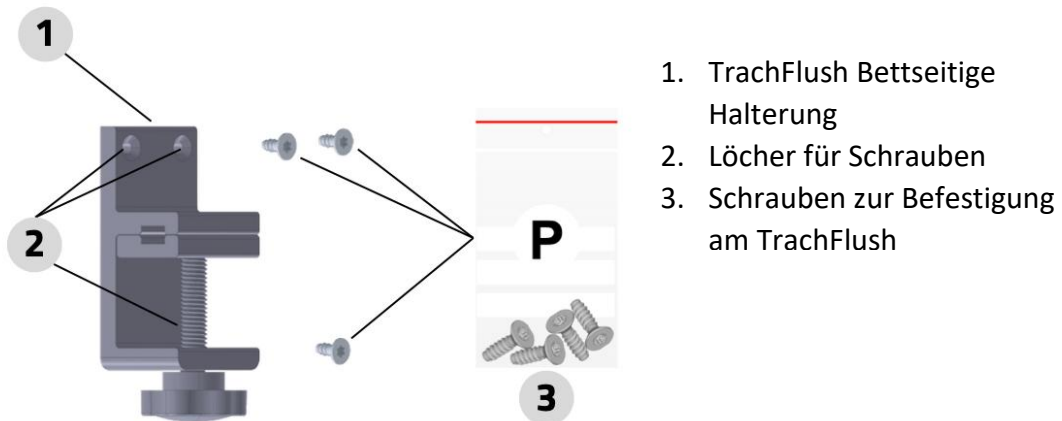 1
2
P
3
1. TrachFlush Bettseitige
Halterung
2. Löcher für Schrauben
3. Schrauben zur Befestigung
am TrachFlush